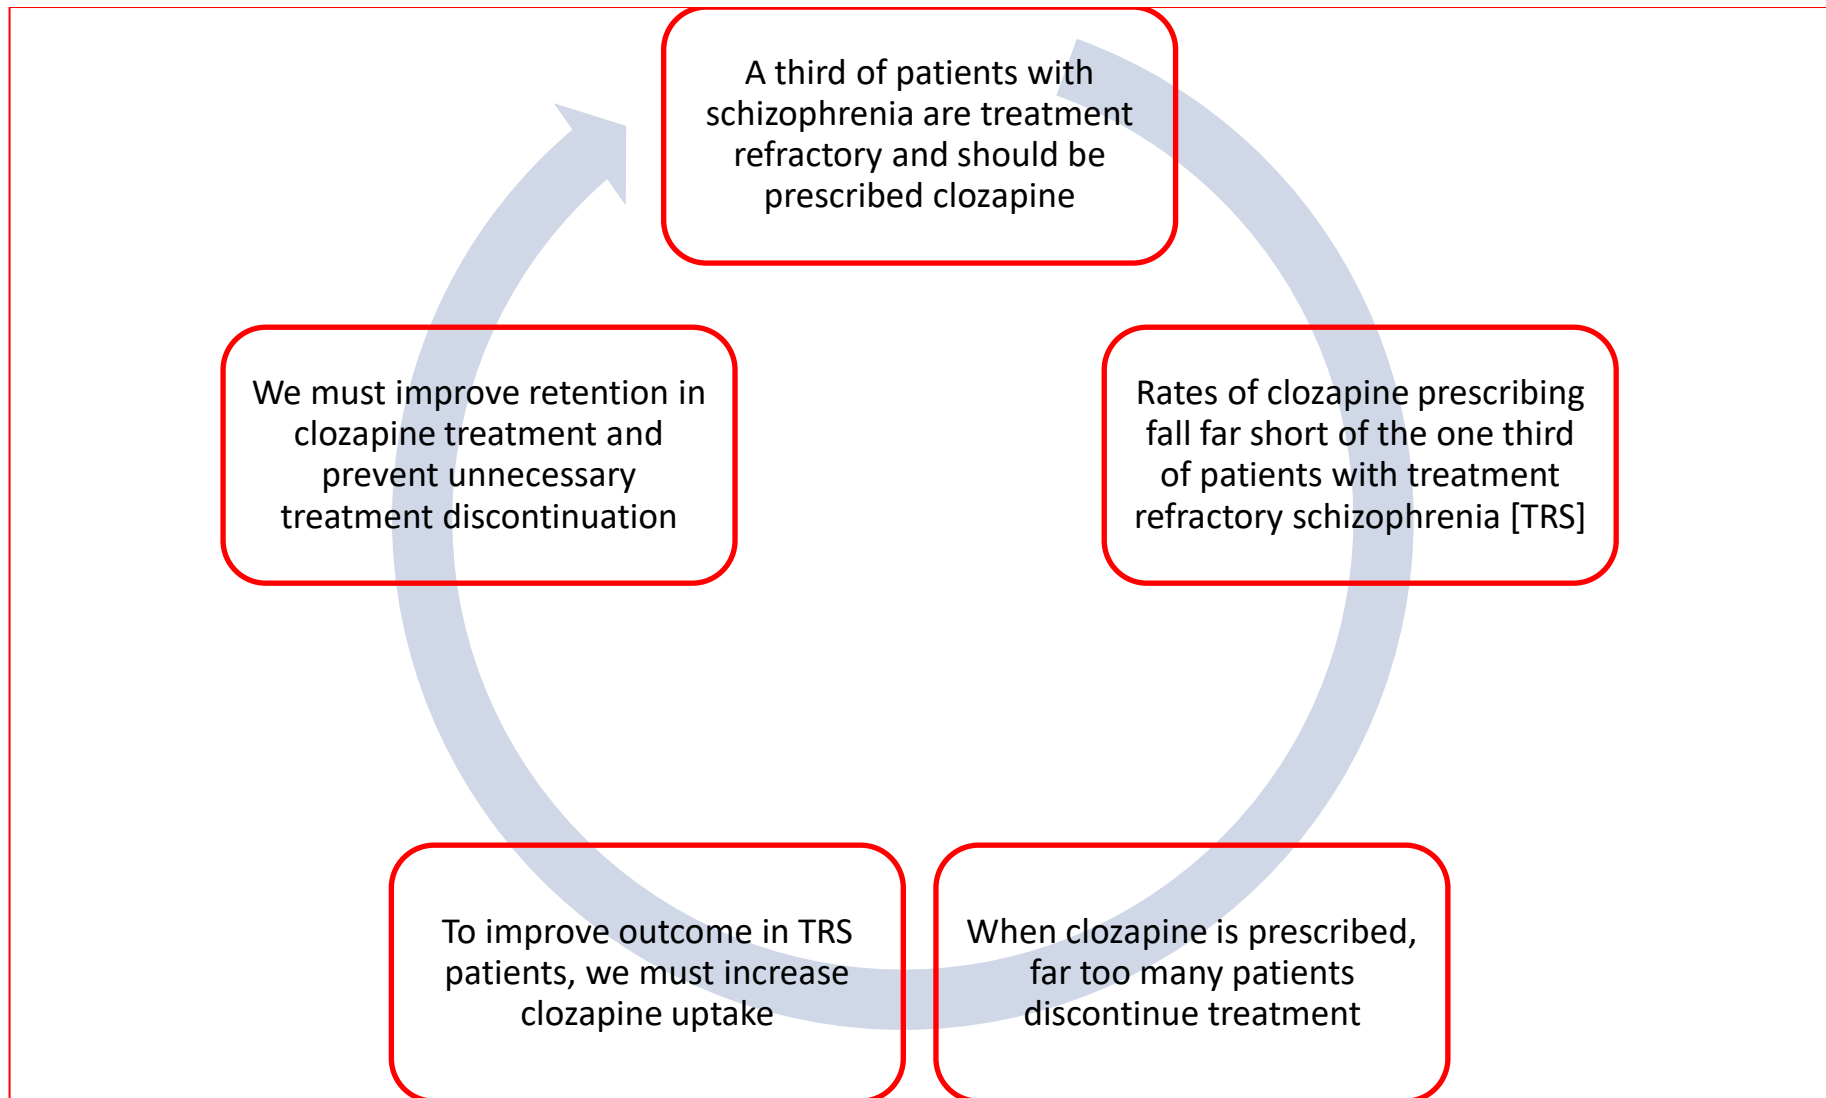 A third of patients with
schizophrenia are treatment
refractory and should be
prescribed clozapine
Rates of clozapine prescribing
fall far short of the one third
of patients with treatment
refractory schizophrenia [TRS]
When clozapine is prescribed,
far too many patients
discontinue treatment
To improve outcome in TRS
patients, we must increase
clozapine uptake
We must improve retention in
clozapine treatment and
prevent unnecessary
treatment discontinuation